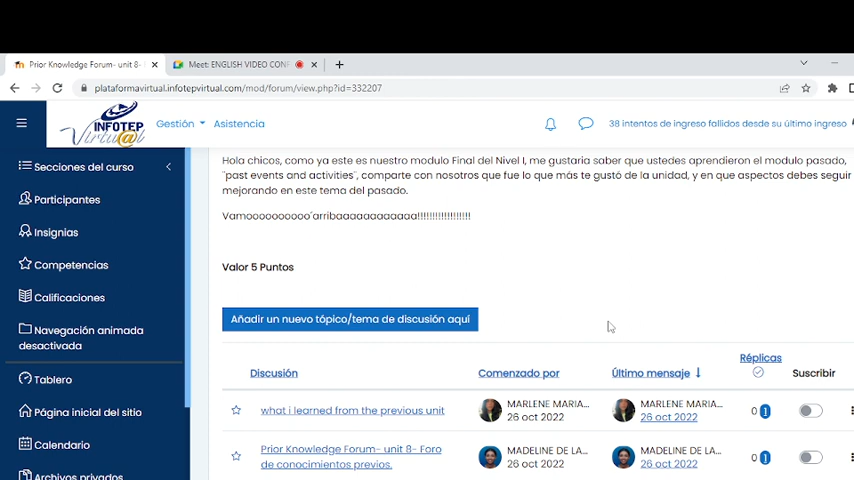 Prior Knowledge Forum- unit 8-
Meet: ENGLISH VIDEO CONF
plataformavirtual.infotepvirtual.com/mod/forum/view.php?id=332207
INFOTEP
Virtu@l
Gestión
Asistencia
38 intentos de ingreso fallidos desde su último ingreso
Secciones del curso
Participantes
Insignias
Competencias
Calificaciones
Navegación animada
desactivada
Tablero
Página inicial del sitio
Calendario
Archivos privados
Hola chicos, como ya este es nuestro modulo Final del Nivel I, me gustaria saber que ustedes aprendieron el modulo pasado,
¨past events and activities¨, comparte con nosotros que fue lo que más te gustó de la unidad, y en que aspectos debes seguir
mejorando en este tema del pasado.
Vamoooooooooo´arribaaaaaaaaaaaa!!!!!!!!!!!!!!!!!!
Valor 5 Puntos
Añadir un nuevo tópico/tema de discusión aquí
Discusión Comenzado por Último mensaje ↓ Réplicas Suscribir
what i learned from the previous unit
MARLENE MARIA...
26 oct 2022
MARLENE MARIA...
26 oct 2022
0 1
Prior Knowledge Forum- unit 8- Foro
de conocimientos previos.
MADELINE DE LA...
26 oct 2022
MADELINE DE LA...
26 oct 2022
0 1